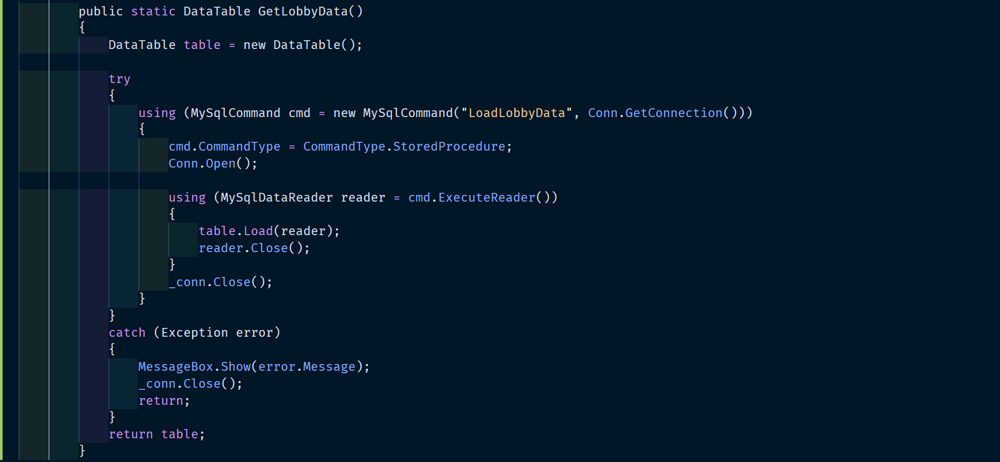 public static DataTable GetLobbyData()
{
DataTable table = new DataTable();
try
{
using (MySqlCommand cmd = new MySqlCommand("LoadLobbyData", Conn.GetConnection()))
{
cmd.CommandType = CommandType.StoredProcedure;
Conn.Open();
using (MySqlDataReader reader = cmd.ExecuteReader())
{
table.Load(reader);
reader.Close();
}
_conn.Close();
}
}
catch (Exception error)
{
MessageBox.Show(error.Message);
_conn.Close();
return;
}
return table;
}